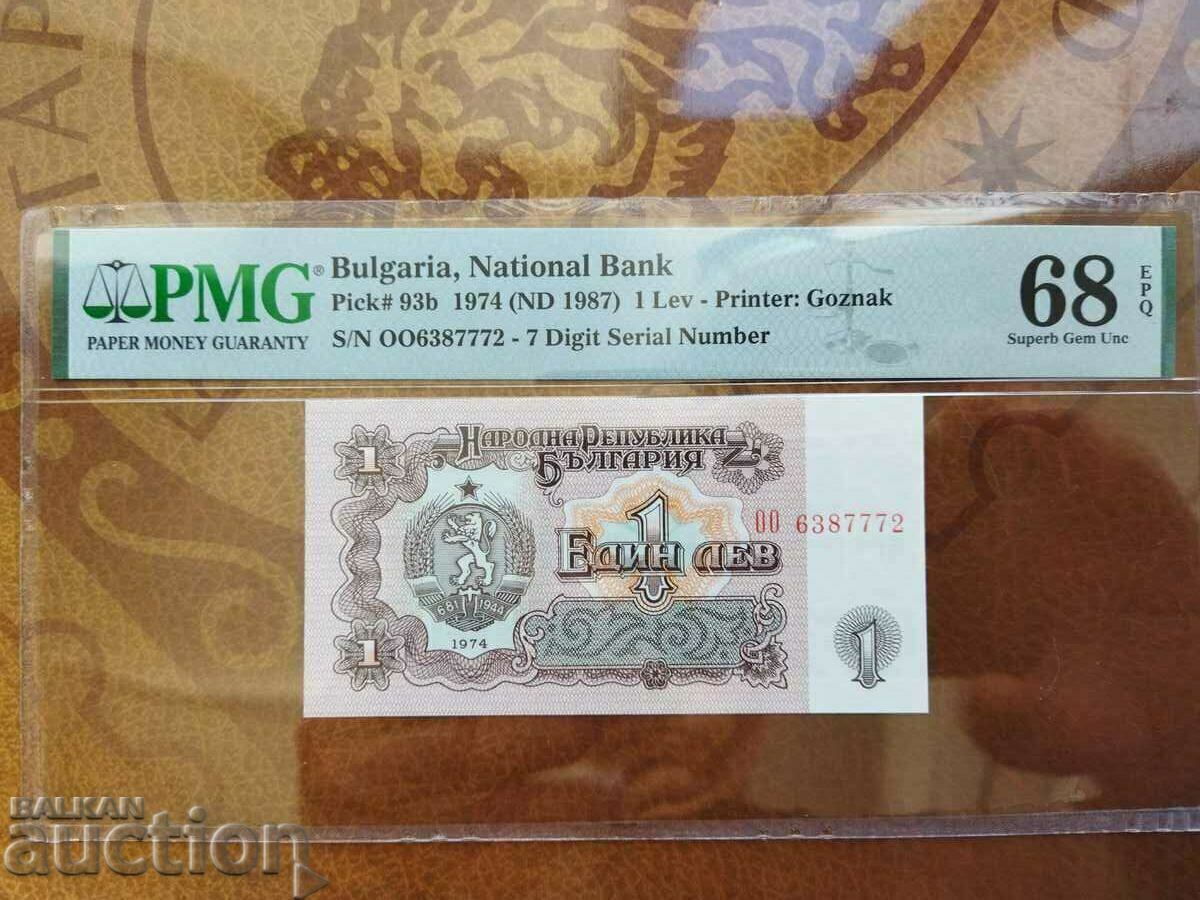 ТАР
PMG®
PAPER MONEY GUARANTY
Bulgaria, National Bank
Pick# 93b 1974 (ND 1987) 1 Lev - Printer: Goznak
S/N OO6387772 - 7 Digit Serial Number
68
EPQ
Superb Gem Unc
1
НАРОДНА РЕПУБЛИКА
БЪЛГАРИЯ
1
ОО 6387772
ЕДИН ЛЕВ
681 1944
1974
1
1
BALKAN
auction